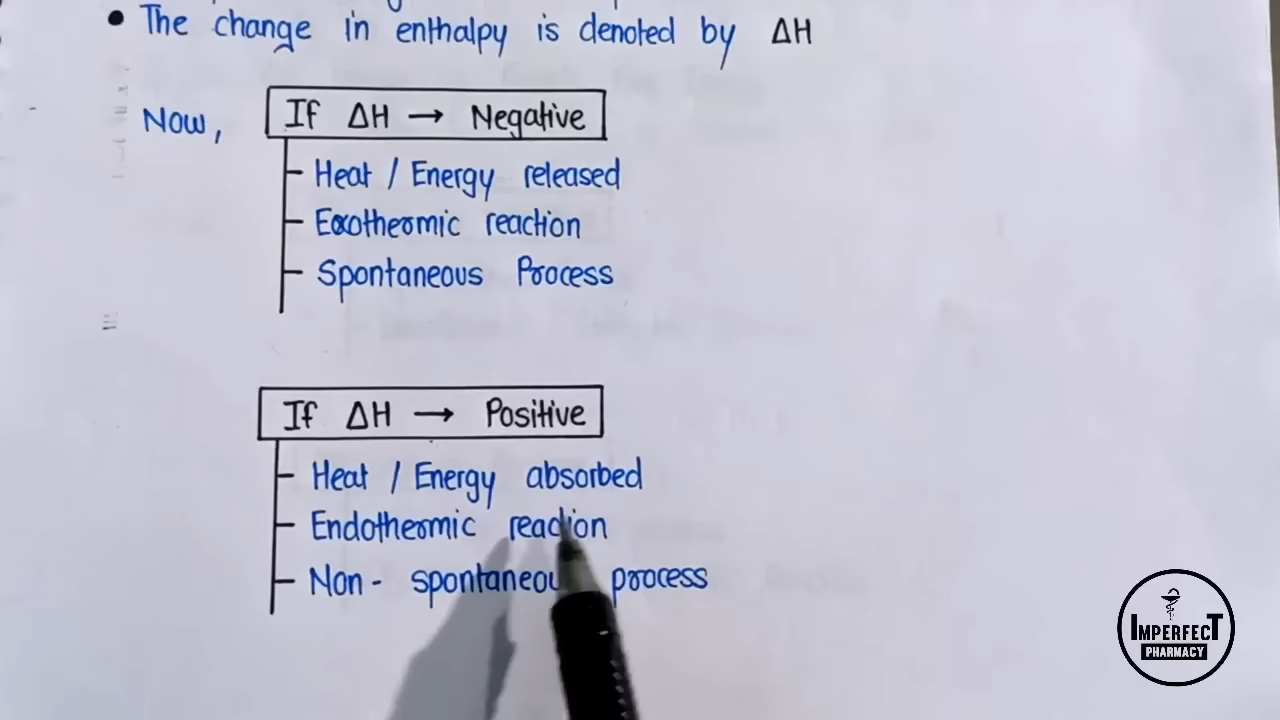 • The change in enthalpy is denoted by ΔH
Now, If ΔH → Negative
Heat / Energy released
Exothermic reaction
Spontaneous Process
If ΔH → Positive
Heat / Energy absorbed
Endothermic reaction
Non - spontaneous process
IMPERFECT
PHARMACY